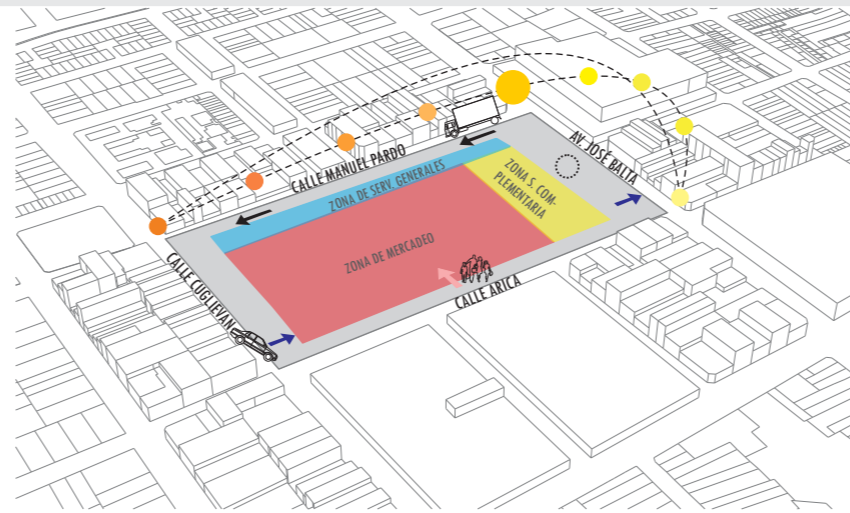 CALLE MANUEL PARDO
AV. JOSÉ BALTA
ZONA DE SERV. GENERALES
ZONA S. COM-
PLEMENTARIA
ZONA DE MERCADEO
CALLE CUGLIEVAN
CALLE ARICA